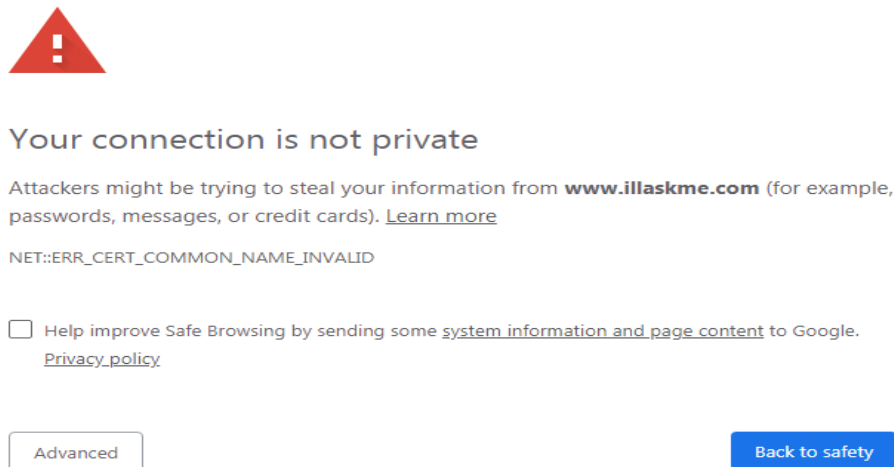 Your connection is not private
Attackers might be trying to steal your information from www.illaskme.com (for example,
passwords, messages, or credit cards). Learn more
NET::ERR_CERT_COMMON_NAME_INVALID
Help improve Safe Browsing by sending some system information and page content to Google.
Privacy policy
Advanced
Back to safety